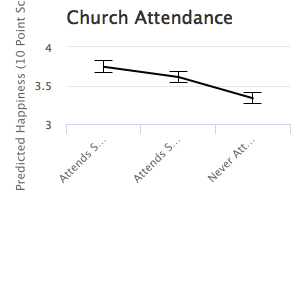 Church Attendance
Predicted Happiness (10 Point Sc
4
3.5
3
Attends S...
Attends S...
Never Att...